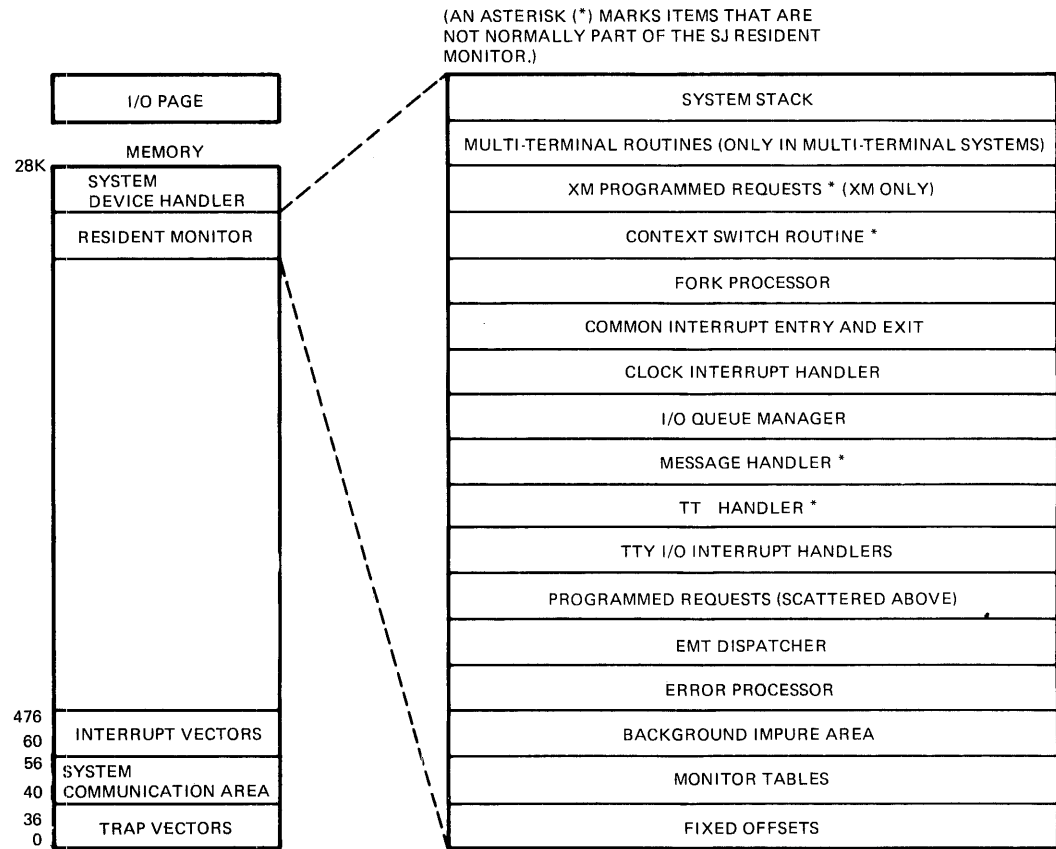 (AN ASTERISK (*) MARKS ITEMS THAT ARE
NOT NORMALLY PART OF THE SJ RESIDENT
MONITOR.)
I/O PAGE
MEMORY
28K
SYSTEM
DEVICE HANDLER
RESIDENT MONITOR
476
INTERRUPT VECTORS
60
56
SYSTEM
COMMUNICATION AREA
40
36
TRAP VECTORS
0
SYSTEM STACK
MULTI-TERMINAL ROUTINES (ONLY IN MULTI-TERMINAL SYSTEMS)
XM PROGRAMMED REQUESTS * (XM ONLY)
CONTEXT SWITCH ROUTINE *
FORK PROCESSOR
COMMON INTERRUPT ENTRY AND EXIT
CLOCK INTERRUPT HANDLER
I/O QUEUE MANAGER
MESSAGE HANDLER *
TT HANDLER *
TTY I/O INTERRUPT HANDLERS
PROGRAMMED REQUESTS (SCATTERED ABOVE)
EMT DISPATCHER
ERROR PROCESSOR
BACKGROUND IMPURE AREA
MONITOR TABLES
FIXED OFFSETS